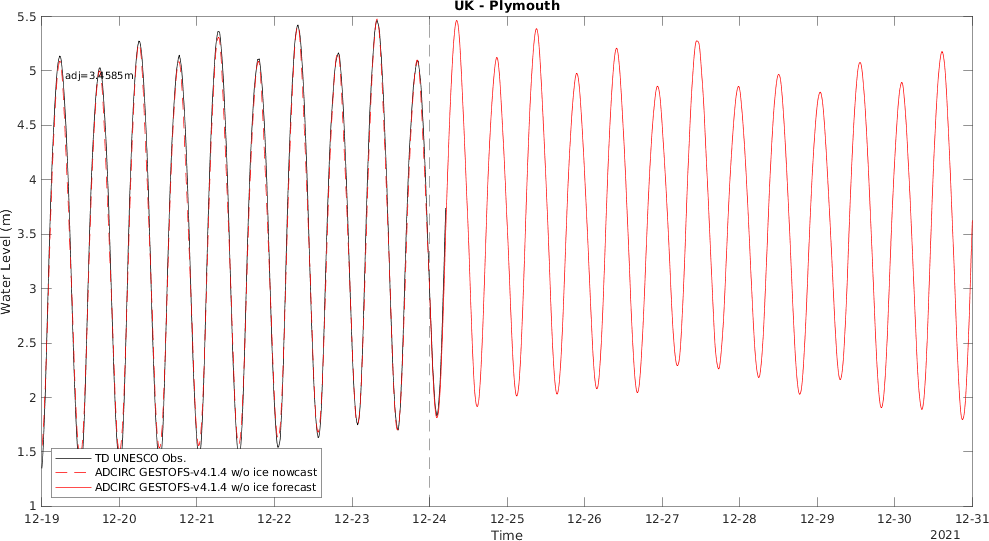 UK - Plymouth
5.5
5
4.5
4
3.5
3
2.5
2
1.5
1
Water Level (m)
adj=3.4585m
TD UNESCO Obs.
ADCIRC GESTOFS-v4.1.4 w/o ice nowcast
ADCIRC GESTOFS-v4.1.4 w/o ice forecast
12-19 12-20 12-21 12-22 12-23 12-24 12-25 12-26 12-27 12-28 12-29 12-30 12-31
Time
2021